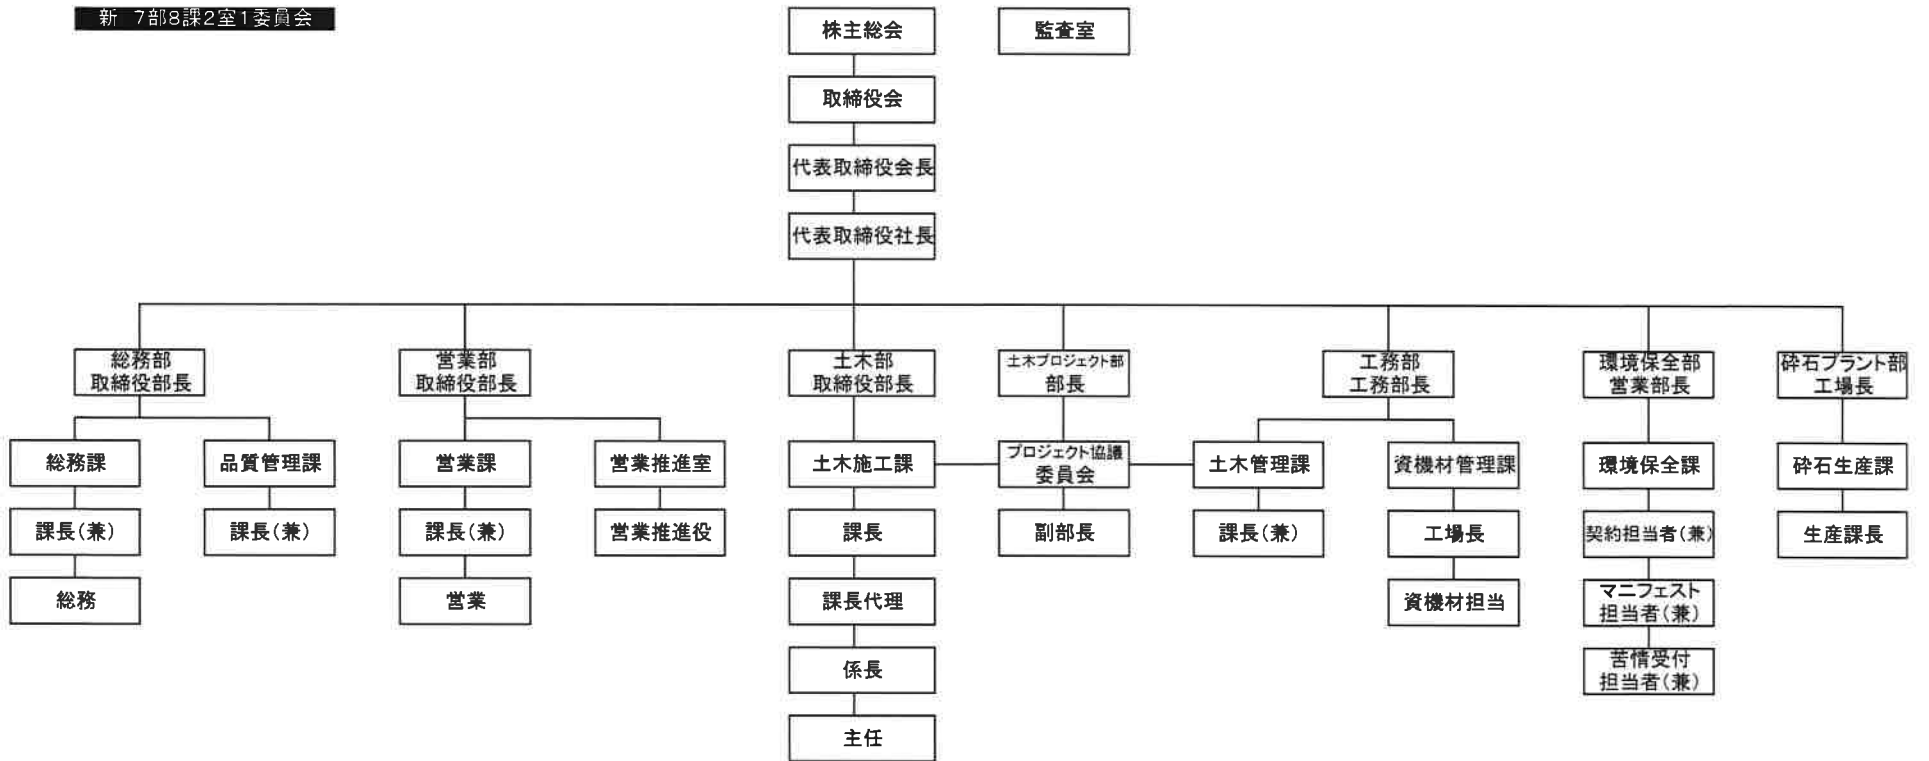 新 7部8課2室1委員会
株主総会
監査室
取締役会
代表取締役会長
代表取締役社長
総務部
取締役部長
営業部
取締役部長
土木部
取締役部長
土木プロジェクト部
部長
工務部
工務部長
環境保全部
営業部長
砕石プラント部
工場長
総務課
品質管理課
営業課
営業推進室
土木施工課
プロジェクト協議
委員会
土木管理課
資機材管理課
環境保全課
砕石生産課
課長(兼)
課長(兼)
課長(兼)
営業推進役
課長
副部長
課長(兼)
工場長
契約担当者(兼)
生産課長
総務
営業
課長代理
資機材担当
マニフェスト
担当者(兼)
係長
苦情受付
担当者(兼)
主任